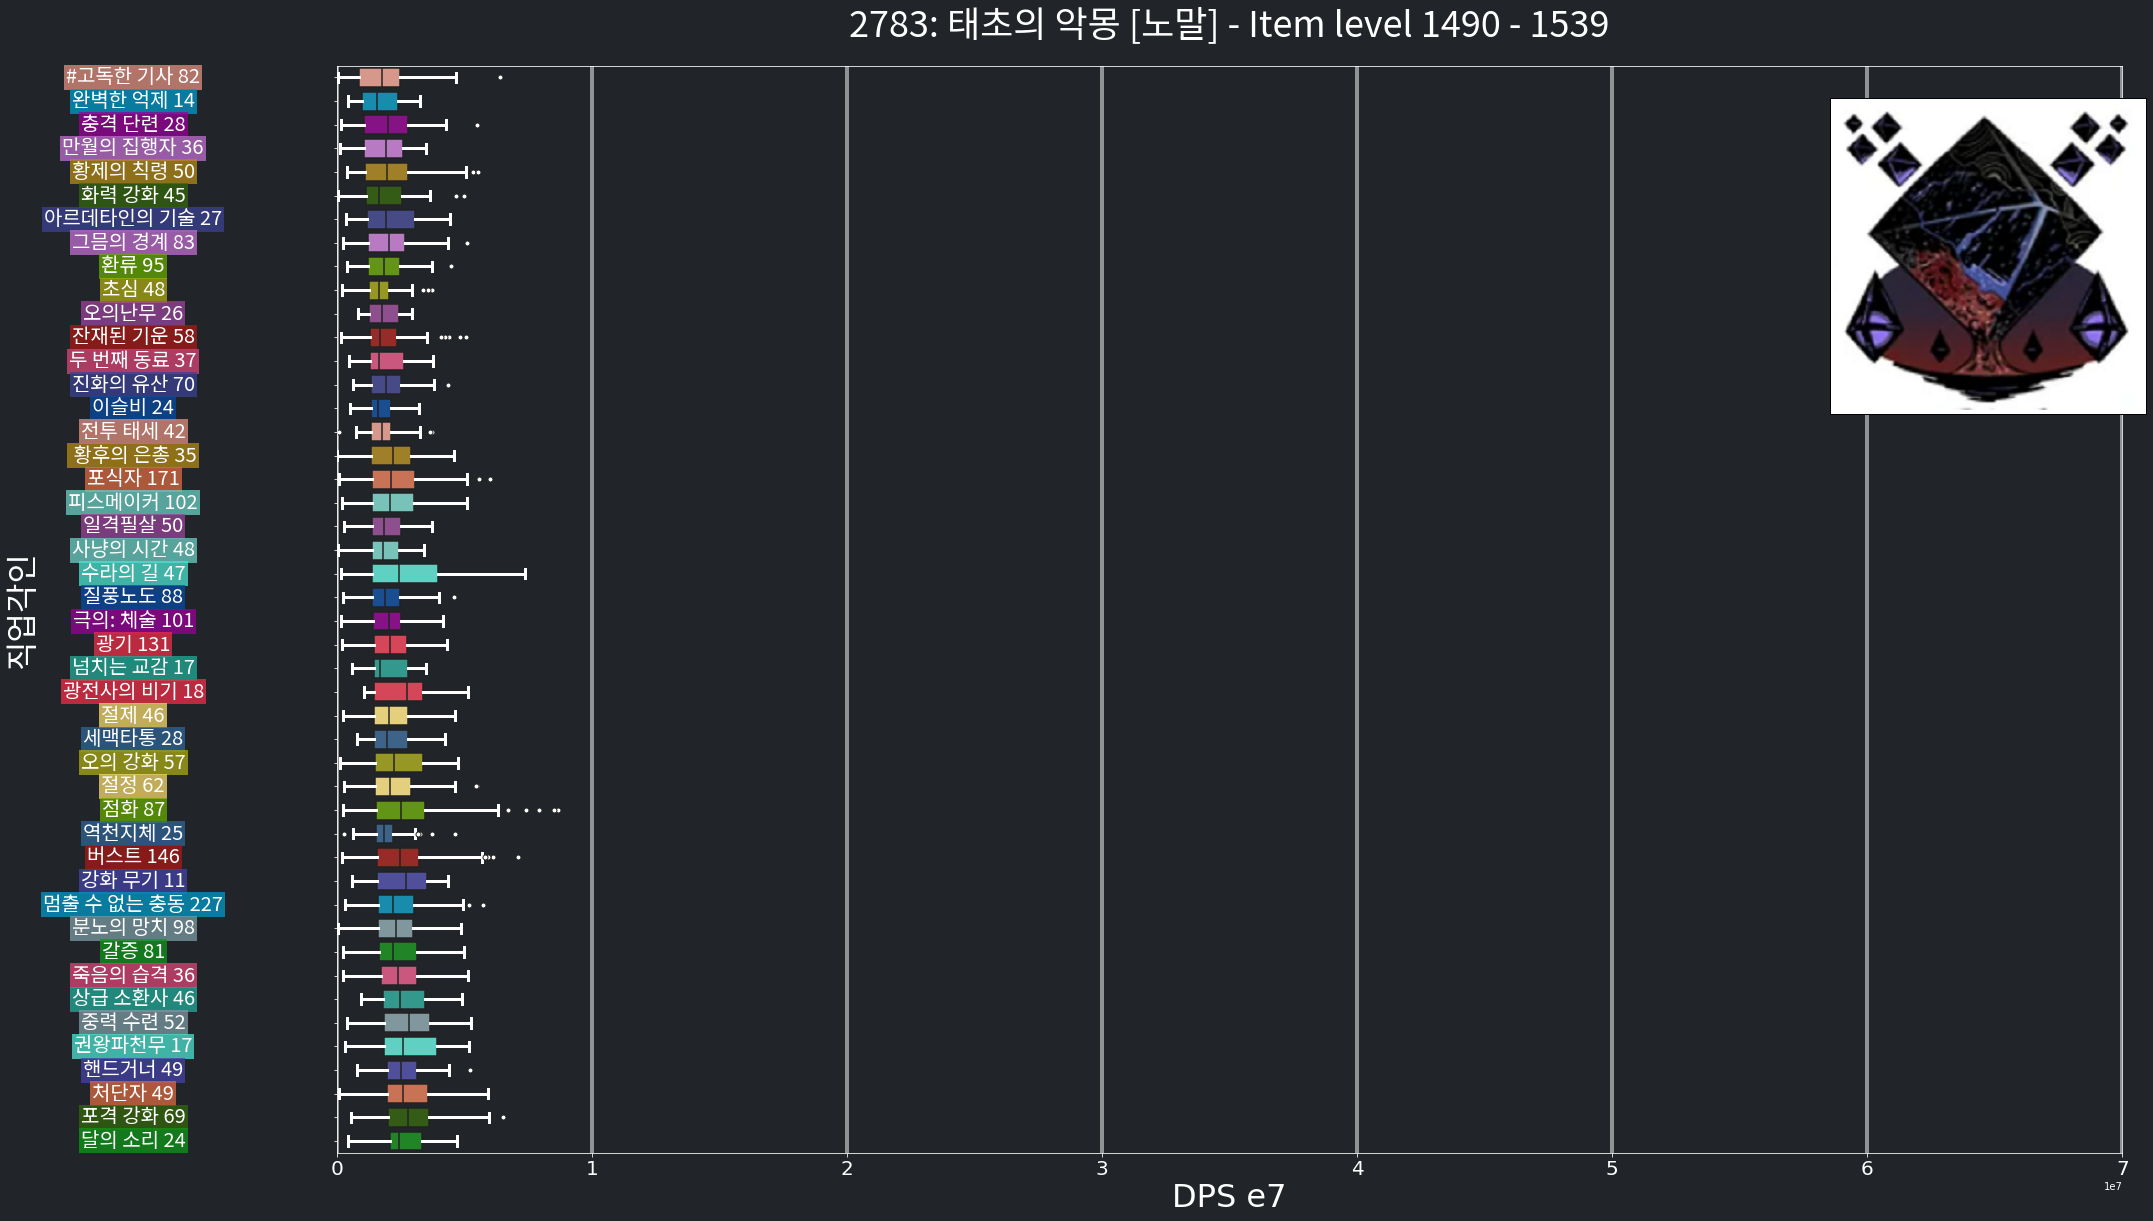 2783: 태초의 악몽 [노말] - Item level 1490 - 1539
#고독한 기사 82
완벽한 억제 14
충격 단련 28
만월의 집행자 36
황제의 칙령 50
화력 강화 45
아르데타인의 기술 27
그믐의 경계 83
환류 95
초심 48
오의난무 26
잔재된 기운 58
두 번째 동료 37
진화의 유산 70
이슬비 24
전투 태세 42
황후의 은총 35
포식자 171
피스메이커 102
일격필살 50
사냥의 시간 48
수라의 길 47
질풍노도 88
극의: 체술 101
광기 131
넘치는 교감 17
광전사의 비기 18
절제 46
세맥타통 28
오의 강화 57
절정 62
점화 87
역천지체 25
버스트 146
강화 무기 11
멈출 수 없는 충동 227
분노의 망치 98
갈증 81
죽음의 습격 36
상급 소환사 46
중력 수련 52
권왕파천무 17
핸드거너 49
처단자 49
포격 강화 69
달의 소리 24
직업각인
0 1 2 3 4 5 6 7
1e7
DPS e7